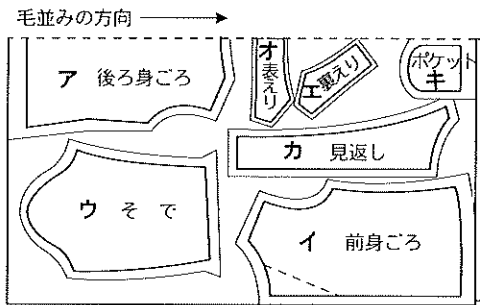 毛並みの方向
ア 後ろ身ごろ
オ 表えり
エ 裏えり
ポケット
キ
カ 見返し
ウ そで
イ 前身ごろ